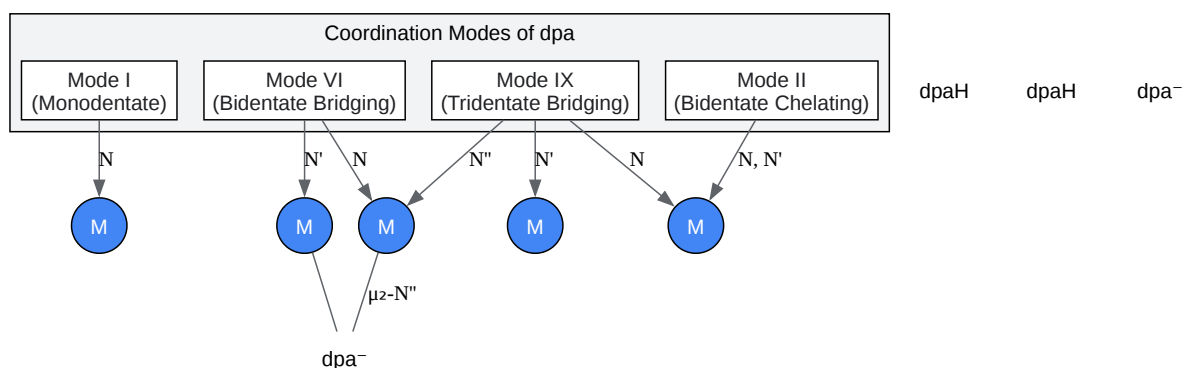 Coordination Modes of dpa
Mode I
(Monodentate)
Mode VI
(Bidentate Bridging)
Mode IX
(Tridentate Bridging)
Mode II
(Bidentate Chelating)
dpaH
dpaH
dpa⁻
N
N'
N
N"
N'
N
N, N'
M
M
M
M
M
μ₂-N"
dpa⁻